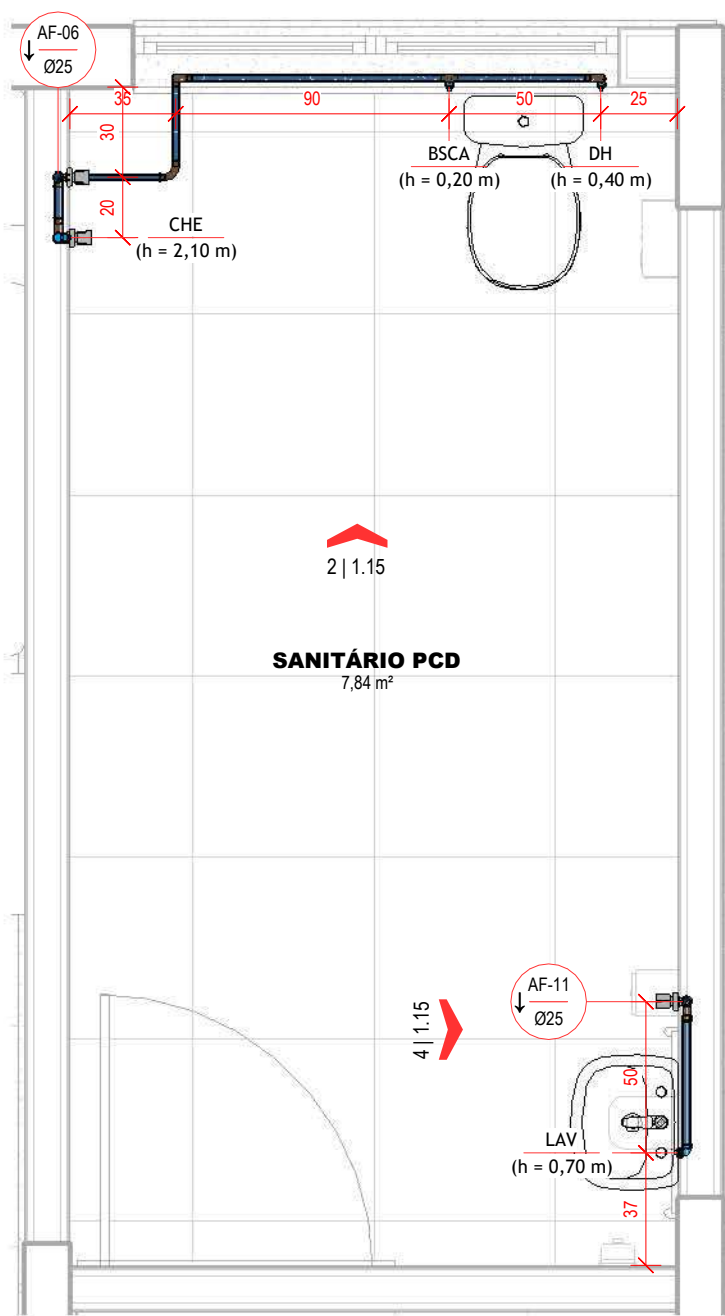 AF-06
Ø25
35
90
50
25
30
20
BSCA
(h = 0,20 m)
DH
(h = 0,40 m)
CHE
(h = 2,10 m)
2 | 1.15
SANITÁRIO PCD
7,84 m²
AF-11
Ø25
4 | 1.15
50
LAV
(h = 0,70 m)
37